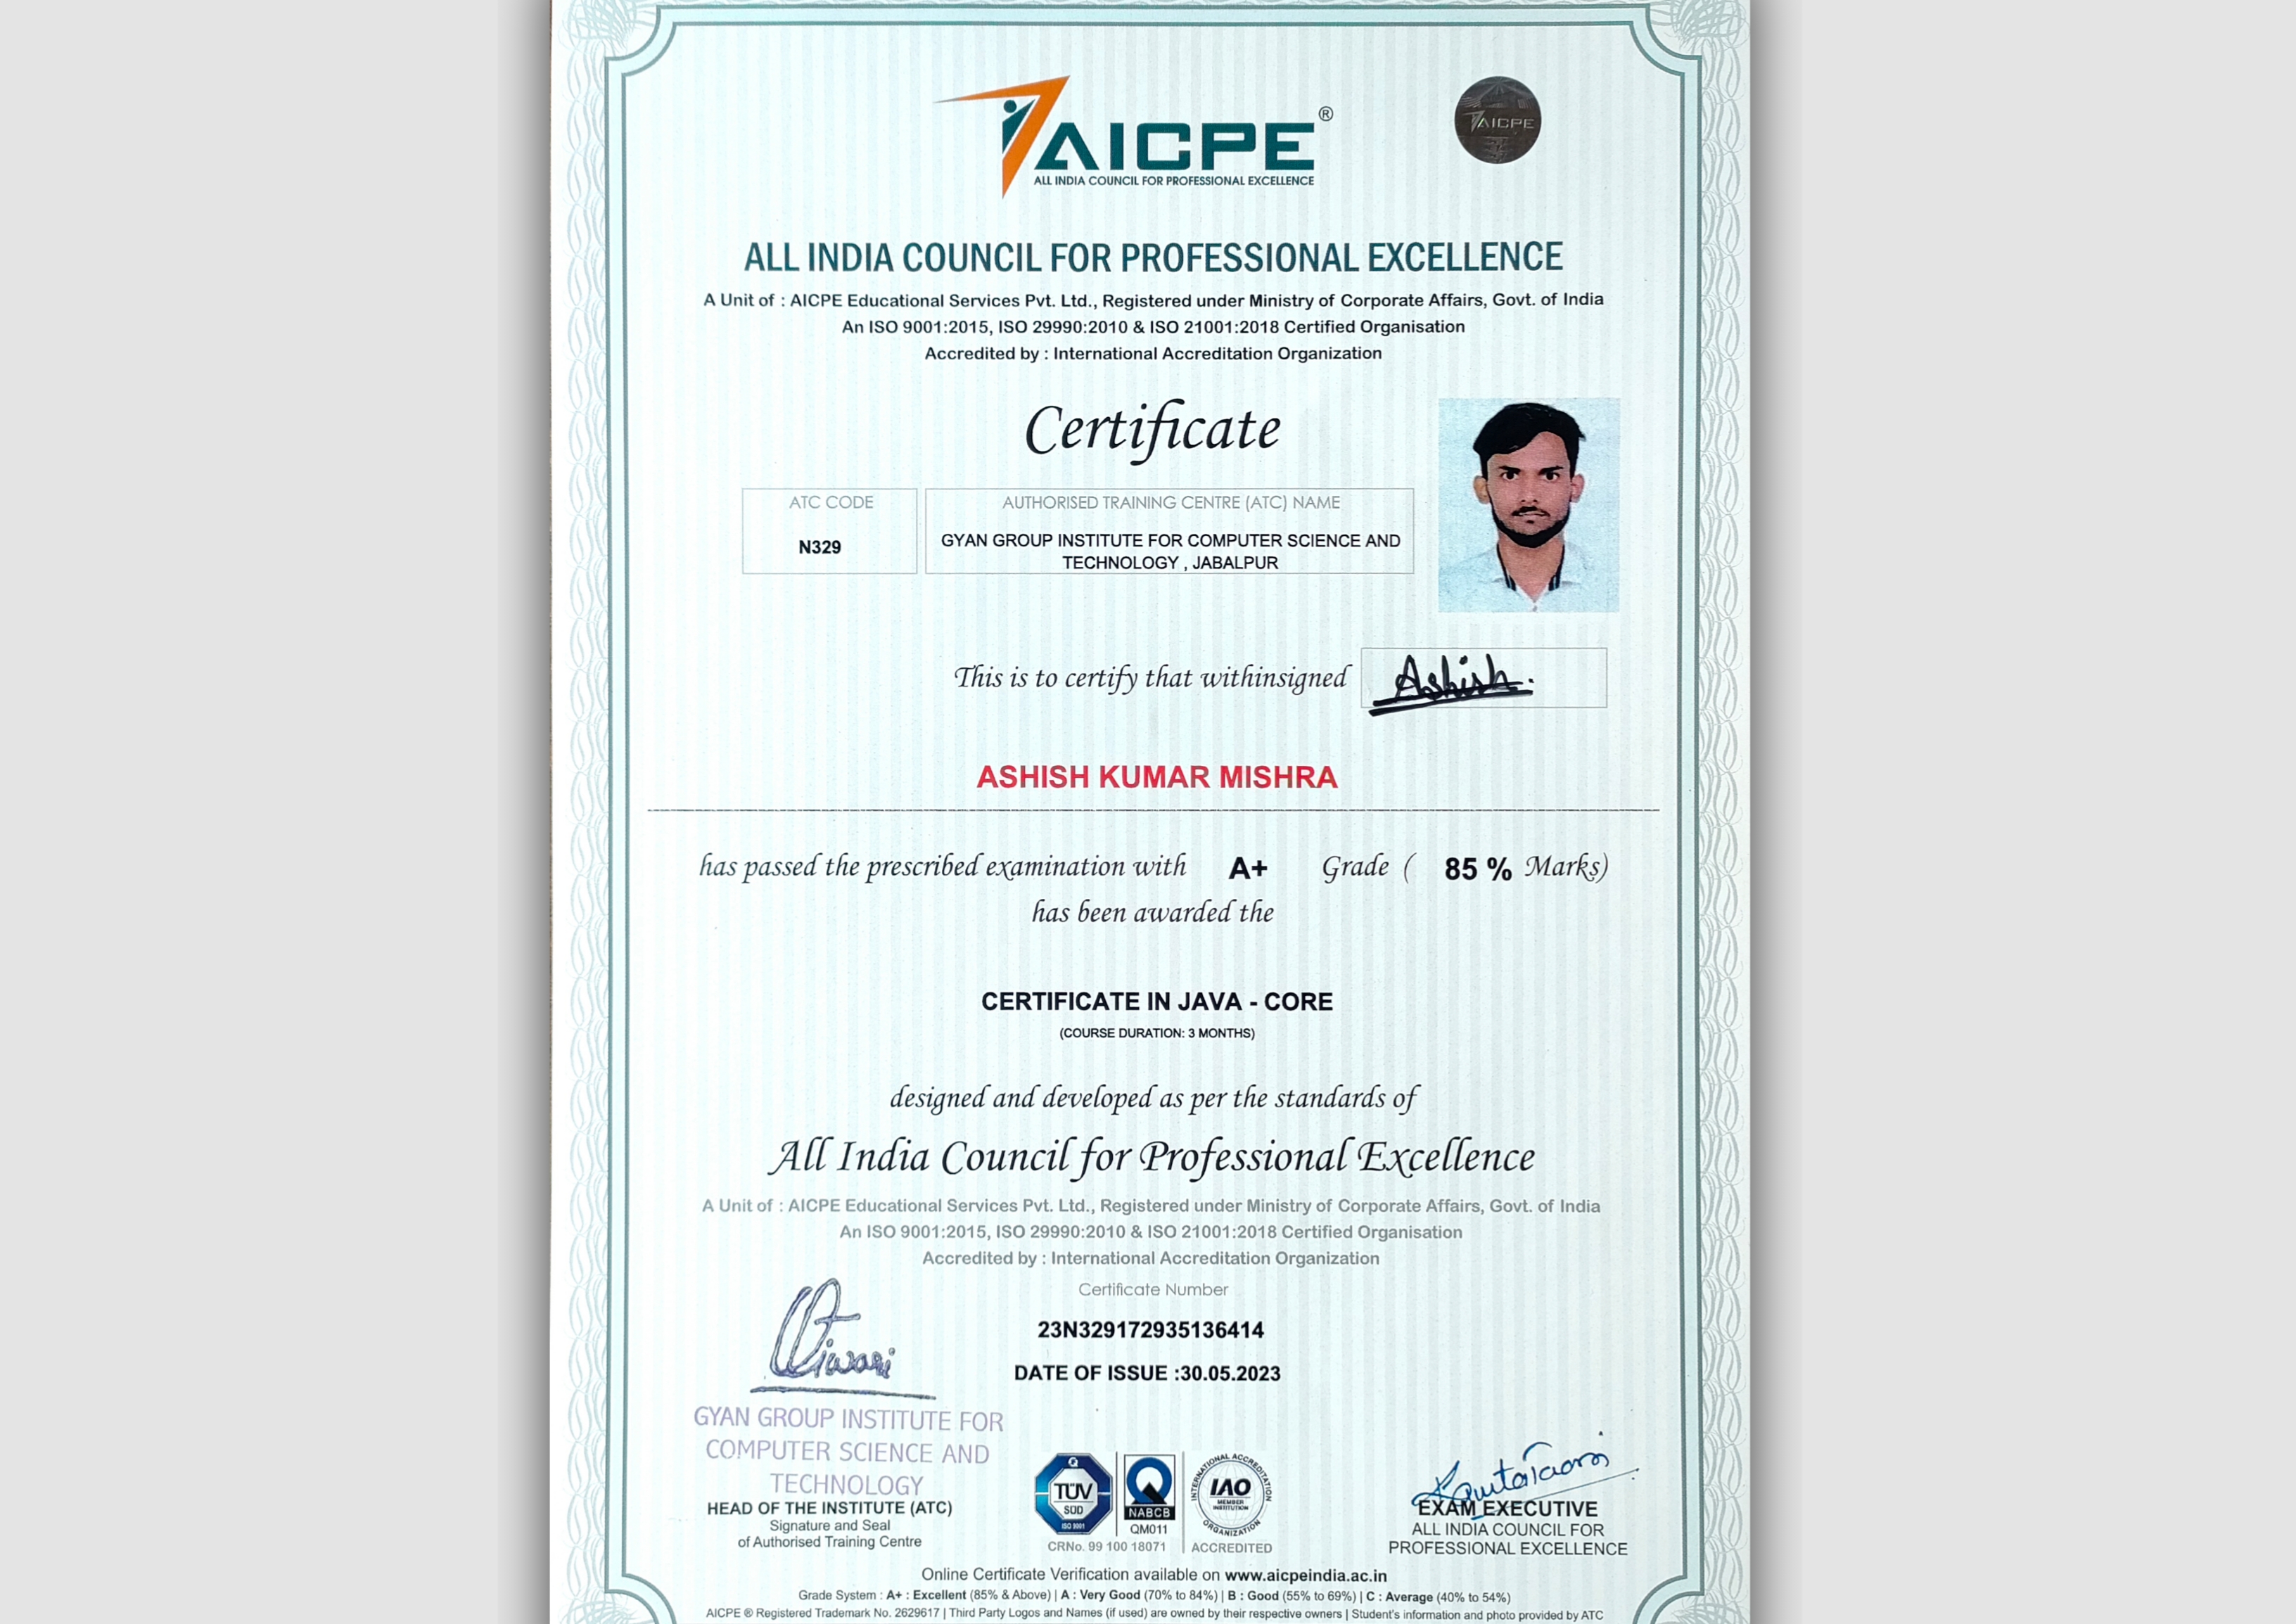 AICPE ®
ALL INDIA COUNCIL FOR PROFESSIONAL EXCELLENCE
AICPE
ALL INDIA COUNCIL FOR PROFESSIONAL EXCELLENCE
A Unit of : AICPE Educational Services Pvt. Ltd., Registered under Ministry of Corporate Affairs, Govt. of India
An ISO 9001:2015, ISO 29990:2010 & ISO 21001:2018 Certified Organisation
Accredited by : International Accreditation Organization
Certificate
ATC CODE
N329
AUTHORISED TRAINING CENTRE (ATC) NAME
GYAN GROUP INSTITUTE FOR COMPUTER SCIENCE AND
TECHNOLOGY , JABALPUR
This is to certify that withinsigned
Ashish.
ASHISH KUMAR MISHRA
has passed the prescribed examination with A+ Grade ( 85 % Marks)
has been awarded the
CERTIFICATE IN JAVA - CORE
(COURSE DURATION: 3 MONTHS)
designed and developed as per the standards of
All India Council for Professional Excellence
A Unit of : AICPE Educational Services Pvt. Ltd., Registered under Ministry of Corporate Affairs, Govt. of India
An ISO 9001:2015, ISO 29990:2010 & ISO 21001:2018 Certified Organisation
Accredited by : International Accreditation Organization
Certificate Number
23N329172935136414
DATE OF ISSUE :30.05.2023
GYAN GROUP INSTITUTE FOR
COMPUTER SCIENCE AND
TECHNOLOGY
HEAD OF THE INSTITUTE (ATC)
Signature and Seal
of Authorised Training Centre
TÜV
SÜD
ISO 9001
NABCB
QM011
CRNo. 99 100 18071
INTERNATIONAL ACCREDITATION
IAO
MEMBER
INSTITUTION
ORGANIZATION
ACCREDITED
EXAM EXECUTIVE
ALL INDIA COUNCIL FOR
PROFESSIONAL EXCELLENCE
Online Certificate Verification available on www.aicpeindia.ac.in
Grade System : A+ : Excellent (85% & Above) | A : Very Good (70% to 84%) | B : Good (55% to 69%) | C : Average (40% to 54%)
AICPE ® Registered Trademark No. 2629617 | Third Party Logos and Names (if used) are owned by their respective owners | Student's information and photo provided by ATC